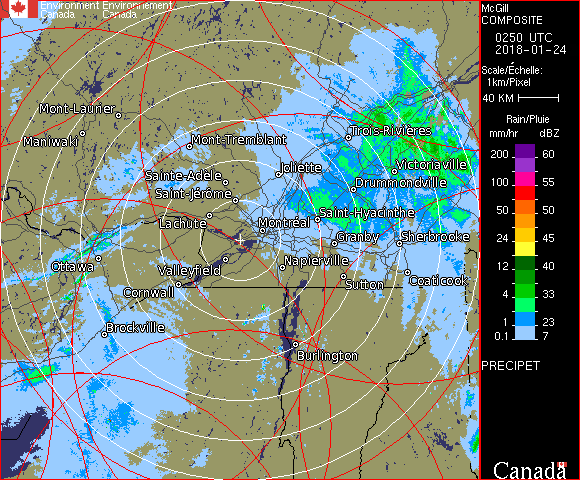 Environment Environnement
Canada Canada
McGill
COMPOSITE
0250 UTC
2018-01-24
Scale/Échelle:
1km/Pixel
40 KM
Rain/Pluie
mm/hr dBZ
200 60
100 55
50 50
24 45
12 40
4 33
1 23
0.1 7
PRECIPET
Canada
Mont-Laurier
Maniwaki
Mont-Tremblant
Trois-Rivières
Joliette
Victoriaville
Sainte-Adèle
Drummondville
Saint-Jérôme
Saint-Hyacinthe
Lachute
Montréal
Granby
Sherbrooke
Ottawa
Valleyfield
Napierville
Sutton
Coaticook
Cornwall
Brockville
Burlington